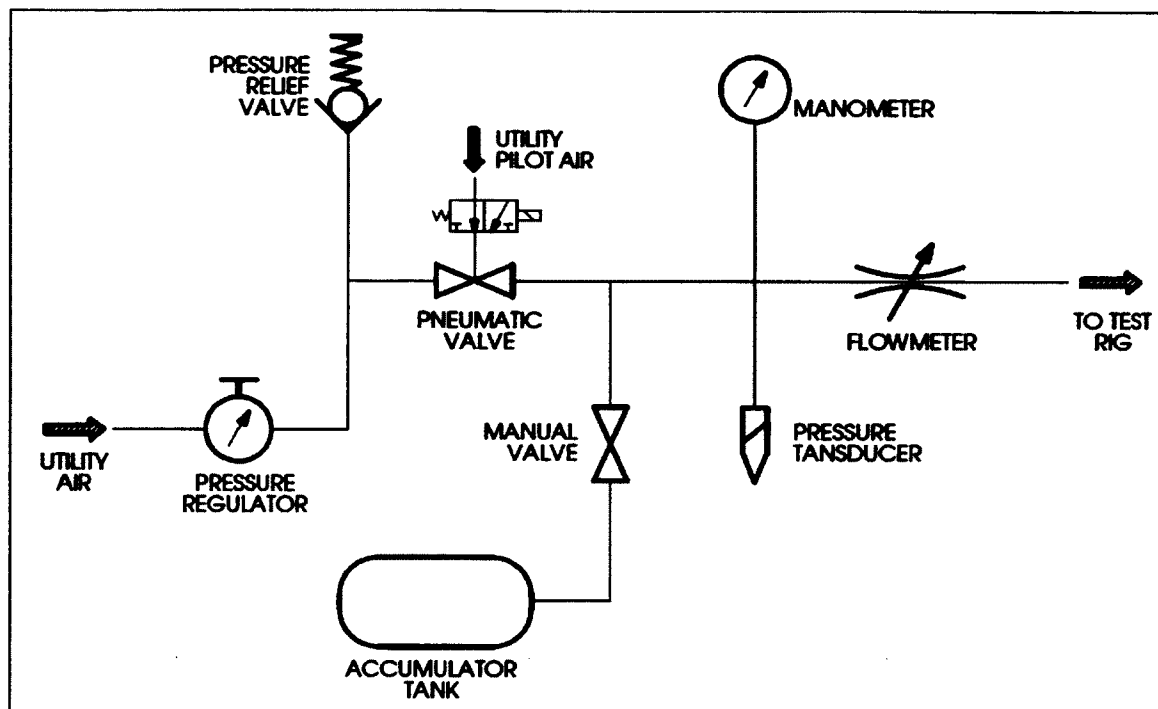 PRESSURE
RELIEF
VALVE
UTILITY
PILOT AIR
MANOMETER
PNEUMATIC
VALVE
FLOWMETER
TO TEST
RIG
UTILITY
AIR
PRESSURE
REGULATOR
MANUAL
VALVE
PRESSURE
TANSDUCER
ACCUMULATOR
TANK